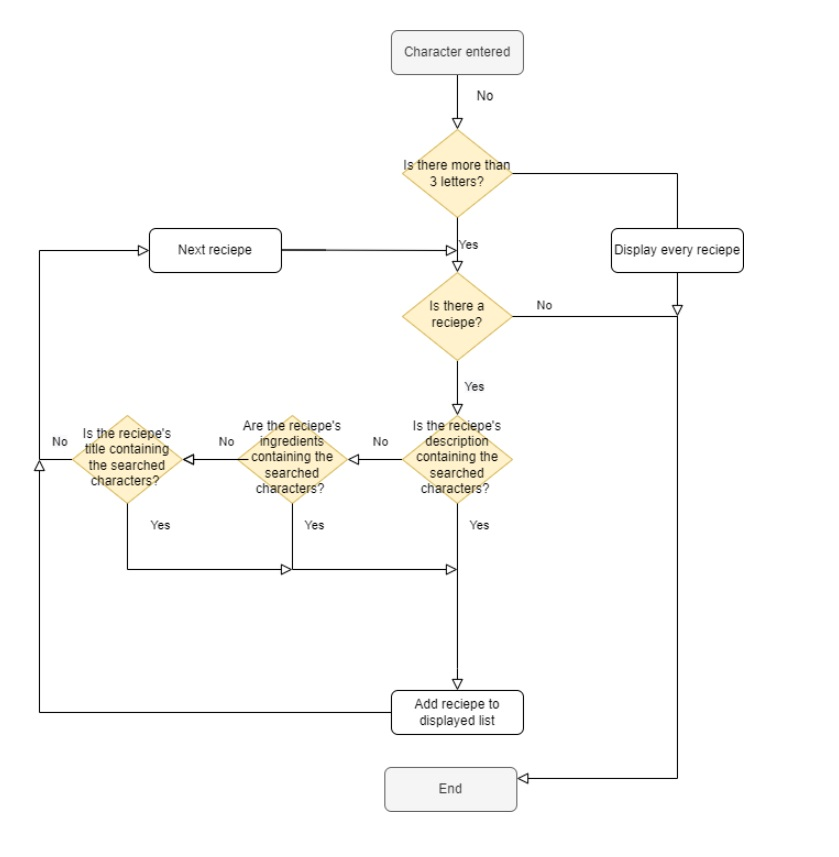 Character entered
No
Is there more than
3 letters?
Next reciepe
Yes
Display every reciepe
Is there a
reciepe?
No
Yes
No
Is the reciepe's
title containing
the searched
characters?
No
Are the reciepe's
ingredients
containing the
searched
characters?
No
Is the reciepe's
description
containing the
searched
characters?
Yes
Yes
Yes
Add reciepe to
displayed list
End